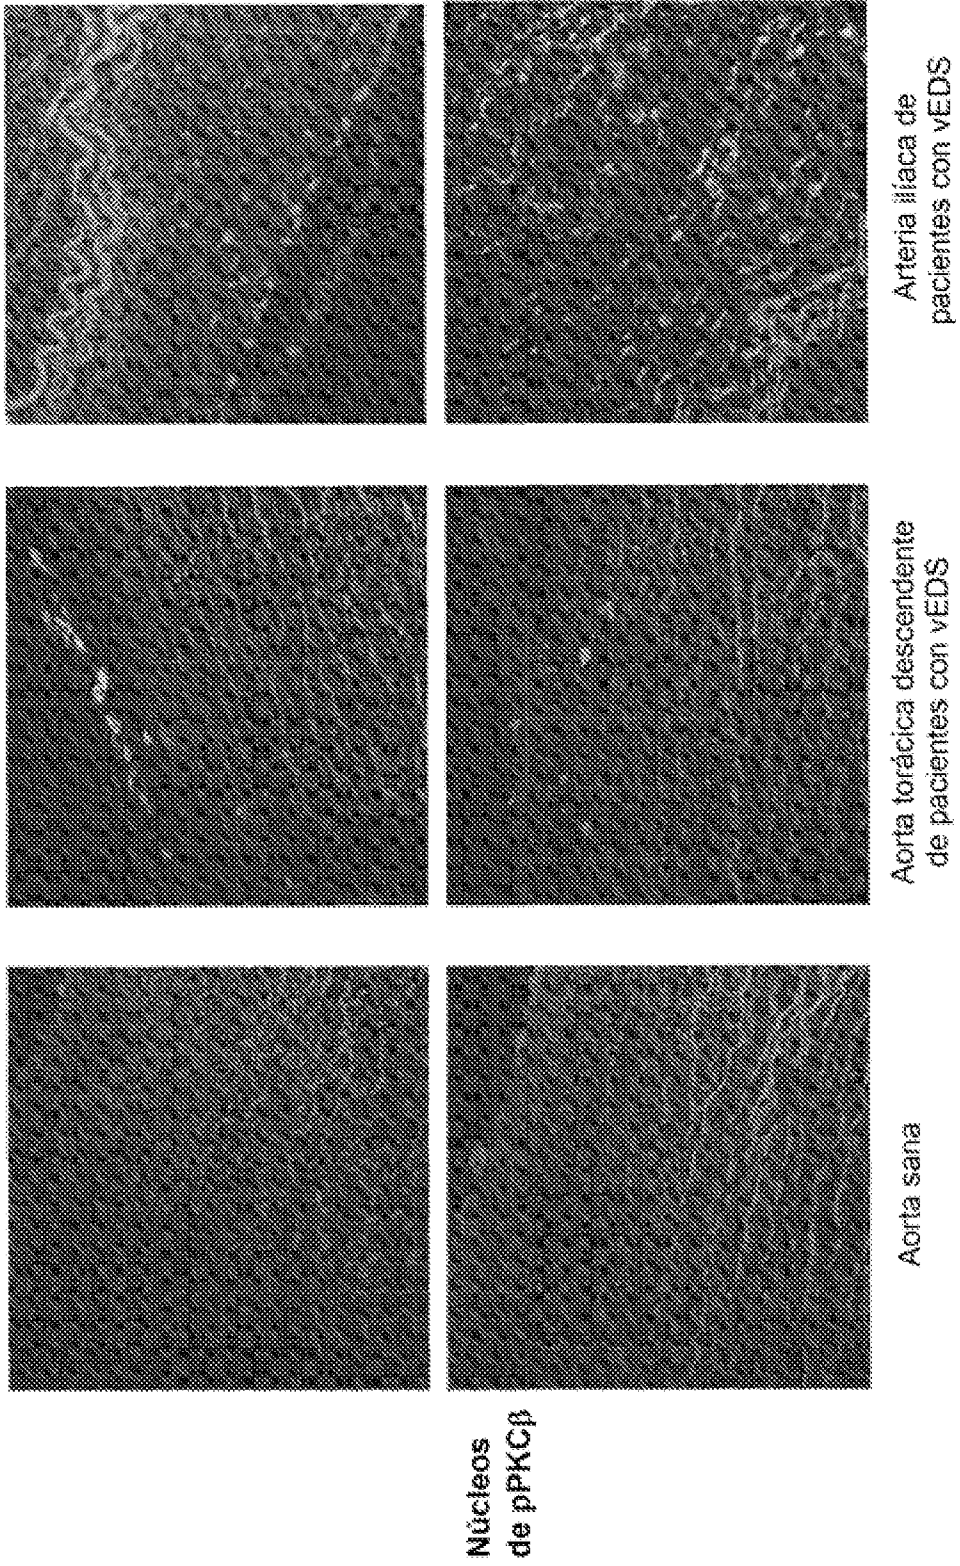 Núcleos
de pPKCβ
Aorta sana
Aorta torácica descendente
de pacientes con vEDS
Arteria ilíaca de
pacientes con vEDS